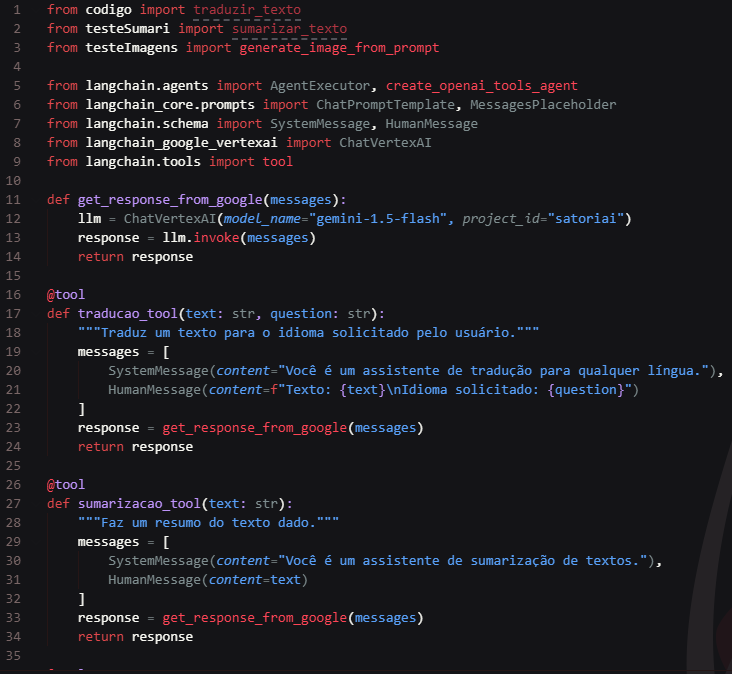 1 from codigo import traduzir_texto
2 from testeSumari import sumarizar_texto
3 from testeImagens import generate_image_from_prompt
4
5 from langchain.agents import AgentExecutor, create_openai_tools_agent
6 from langchain_core.prompts import ChatPromptTemplate, MessagesPlaceholder
7 from langchain.schema import SystemMessage, HumanMessage
8 from langchain_google_vertexai import ChatVertexAI
9 from langchain.tools import tool
10
11 def get_response_from_google(messages):
12     llm = ChatVertexAI(model_name="gemini-1.5-flash", project_id="satoriai")
13     response = llm.invoke(messages)
14     return response
15
16 @tool
17 def traducao_tool(text: str, question: str):
18     """Traduz um texto para o idioma solicitado pelo usuário."""
19     messages = [
20         SystemMessage(content="Você é um assistente de tradução para qualquer língua."),
21         HumanMessage(content=f"Texto: {text}\nIdioma solicitado: {question}")
22     ]
23     response = get_response_from_google(messages)
24     return response
25
26 @tool
27 def sumarizacao_tool(text: str):
28     """Faz um resumo do texto dado."""
29     messages = [
30         SystemMessage(content="Você é um assistente de sumarização de textos."),
31         HumanMessage(content=text)
32     ]
33     response = get_response_from_google(messages)
34     return response
35